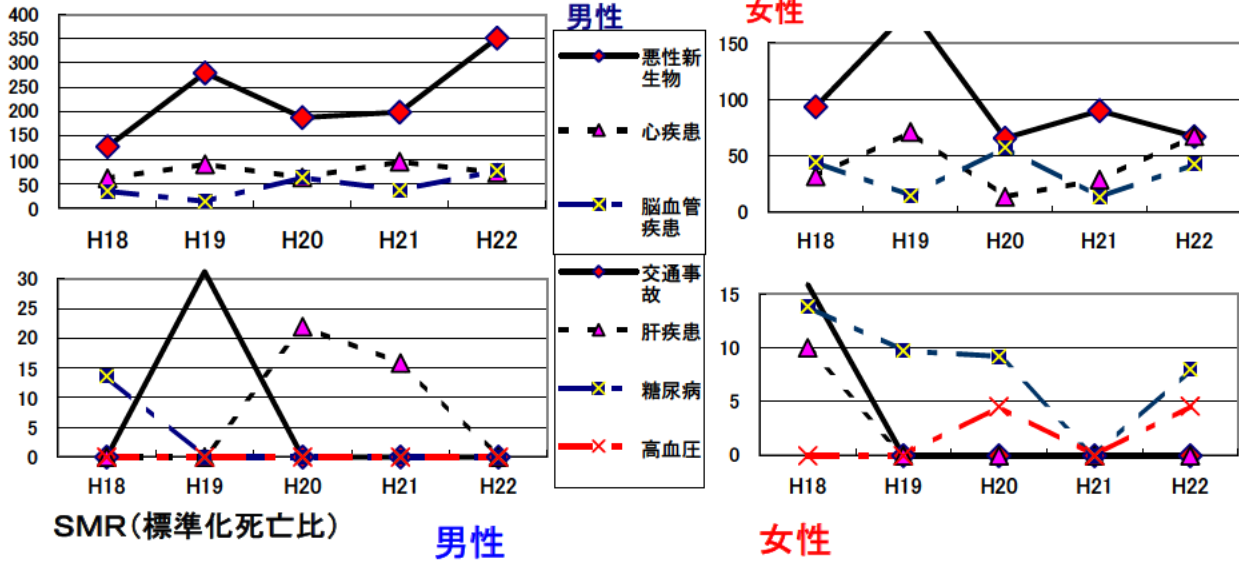 男性
女性
400
350
300
250
200
150
100
50
0
H18
H19
H20
H21
H22
悪性新
生物
心疾患
脳血管
疾患
150
100
50
0
H18
H19
H20
H21
H22
30
25
20
15
10
5
0
H18
H19
H20
H21
H22
交通事
故
肝疾患
糖尿病
高血圧
15
10
5
0
H18
H19
H20
H21
H22
SMR(標準化死亡比)
男性
女性